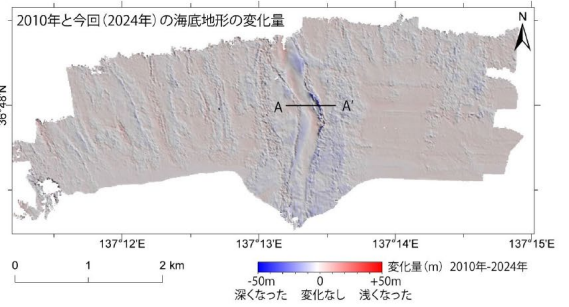 2010年と今回（2024年）の海底地形の変化量
N
36°48'N
A A'
137°12'E 137°13'E 137°14'E 137°15'E
0 1 2 km
変化量（m） 2010年-2024年
-50m 0 +50m
深くなった 変化なし 浅くなった